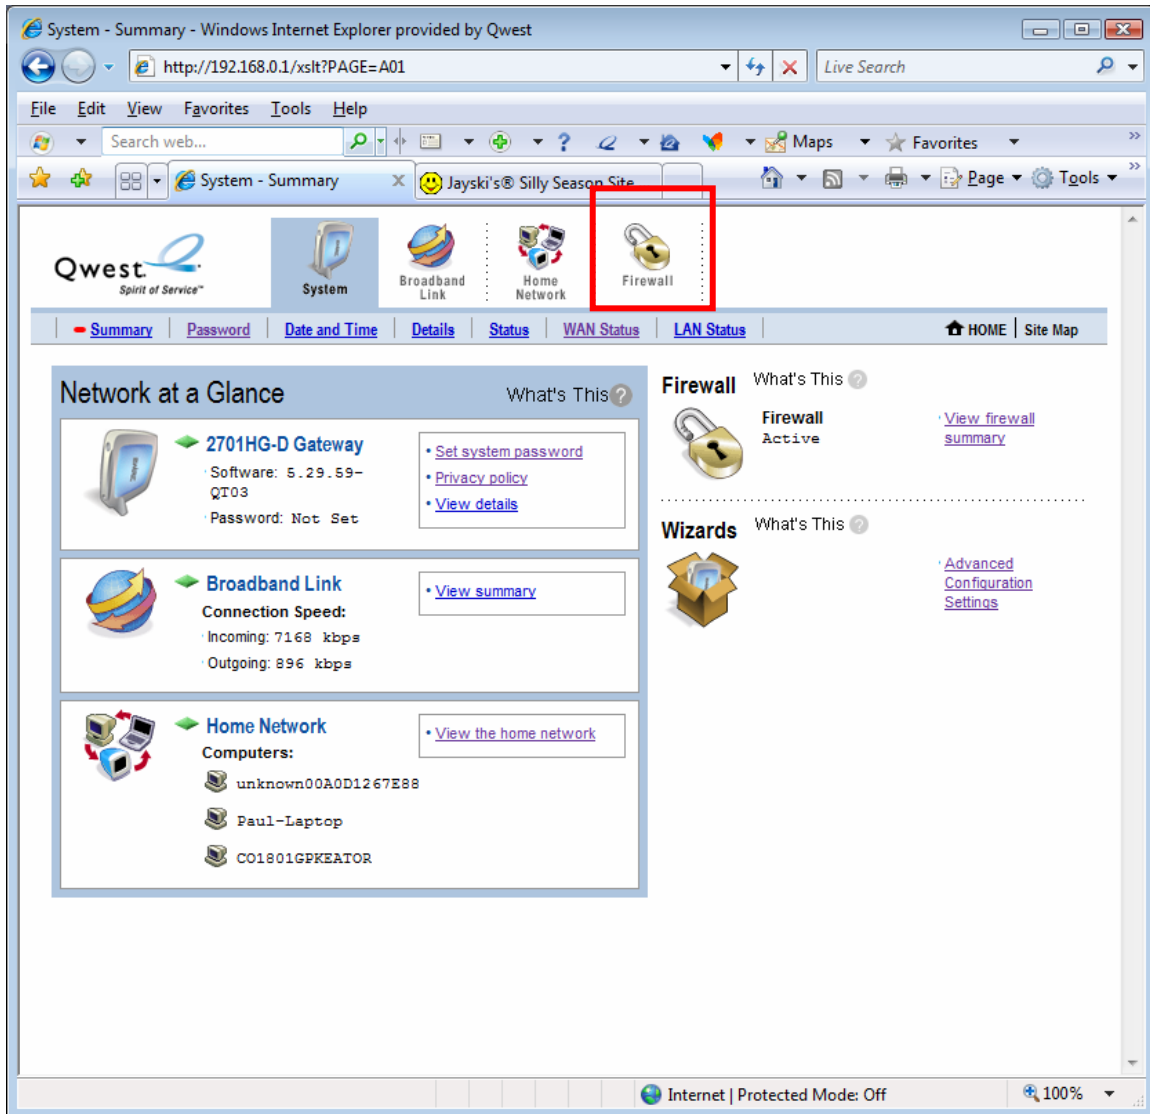 System - Summary - Windows Internet Explorer provided by Qwest
http://192.168.0.1/xslt?PAGE=A01
Live Search
File Edit View Favorites Tools Help
Search web...
Maps
Favorites
System - Summary
Jayski's® Silly Season Site
Page
Tools
Qwest
Spirit of Service
System
Broadband
Link
Home
Network
Firewall
Summary Password Date and Time Details Status WAN Status LAN Status
HOME Site Map
Network at a Glance
What's This
2701HG-D Gateway
Software: 5.29.59-
QT03
Password: Not Set
Set system password
Privacy policy
View details
Broadband Link
Connection Speed:
Incoming: 7168 kbps
Outgoing: 896 kbps
View summary
Home Network
Computers:
unknown00A0D1267E88
Paul-Laptop
CO1801GPKEATOR
View the home network
Firewall
What's This
Firewall
Active
View firewall
summary
Wizards
What's This
Advanced
Configuration
Settings
Internet | Protected Mode: Off
100%